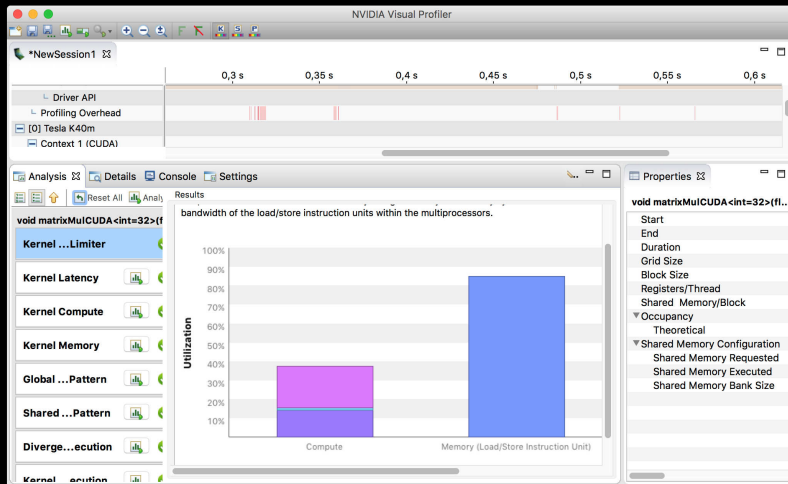 NVIDIA Visual Profiler
K S P
*NewSession1
0,3 s 0,35 s 0,4 s 0,45 s 0,5 s 0,55 s 0,6 s
Driver API
Profiling Overhead
[0] Tesla K40m
Context 1 (CUDA)
Analysis Details Console Settings
Properties
Reset All Analy
Results
void matrixMulCUDA<int=32>(f
bandwidth of the load/store instruction units within the multiprocessors.
void matrixMulCUDA<int=32>(fl...
Kernel ...Limiter
Kernel Latency
Kernel Compute
Kernel Memory
Global ...Pattern
Shared ...Pattern
Diverge...ecution
Kernel ...ecution
Utilization
100%
90%
80%
70%
60%
50%
40%
30%
20%
10%
Compute
Memory (Load/Store Instruction Unit)
Start
End
Duration
Grid Size
Block Size
Registers/Thread
Shared Memory/Block
Occupancy
Theoretical
Shared Memory Configuration
Shared Memory Requested
Shared Memory Executed
Shared Memory Bank Size